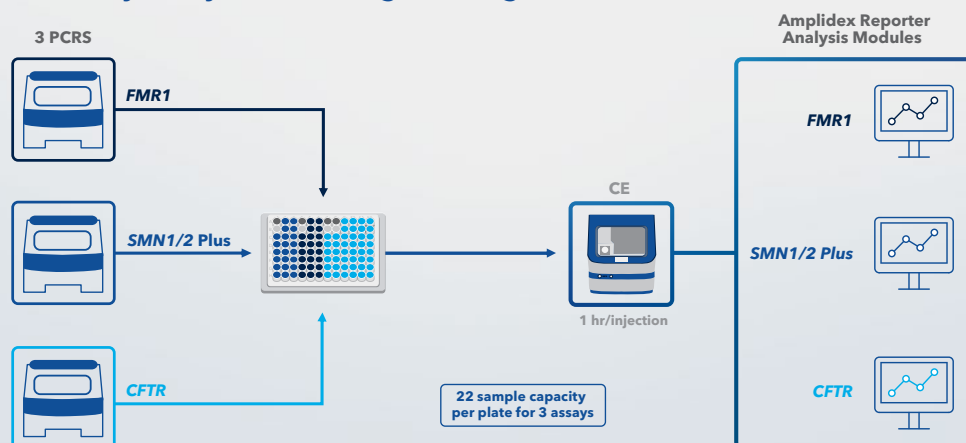 3 PCRS
Amplidex Reporter
Analysis Modules
FMR1
FMR1
CE
SMN1/2 Plus
SMN1/2 Plus
1 hr/injection
CFTR
22 sample capacity
per plate for 3 assays
CFTR